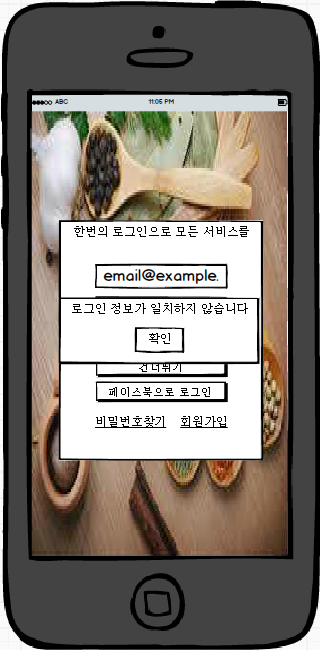 ABC 11:05 PM
한번의 로그인으로 모든 서비스를
email@example.
로그인 정보가 일치하지 않습니다
확인
건너뛰기
페이스북으로 로그인
비밀번호찾기 회원가입